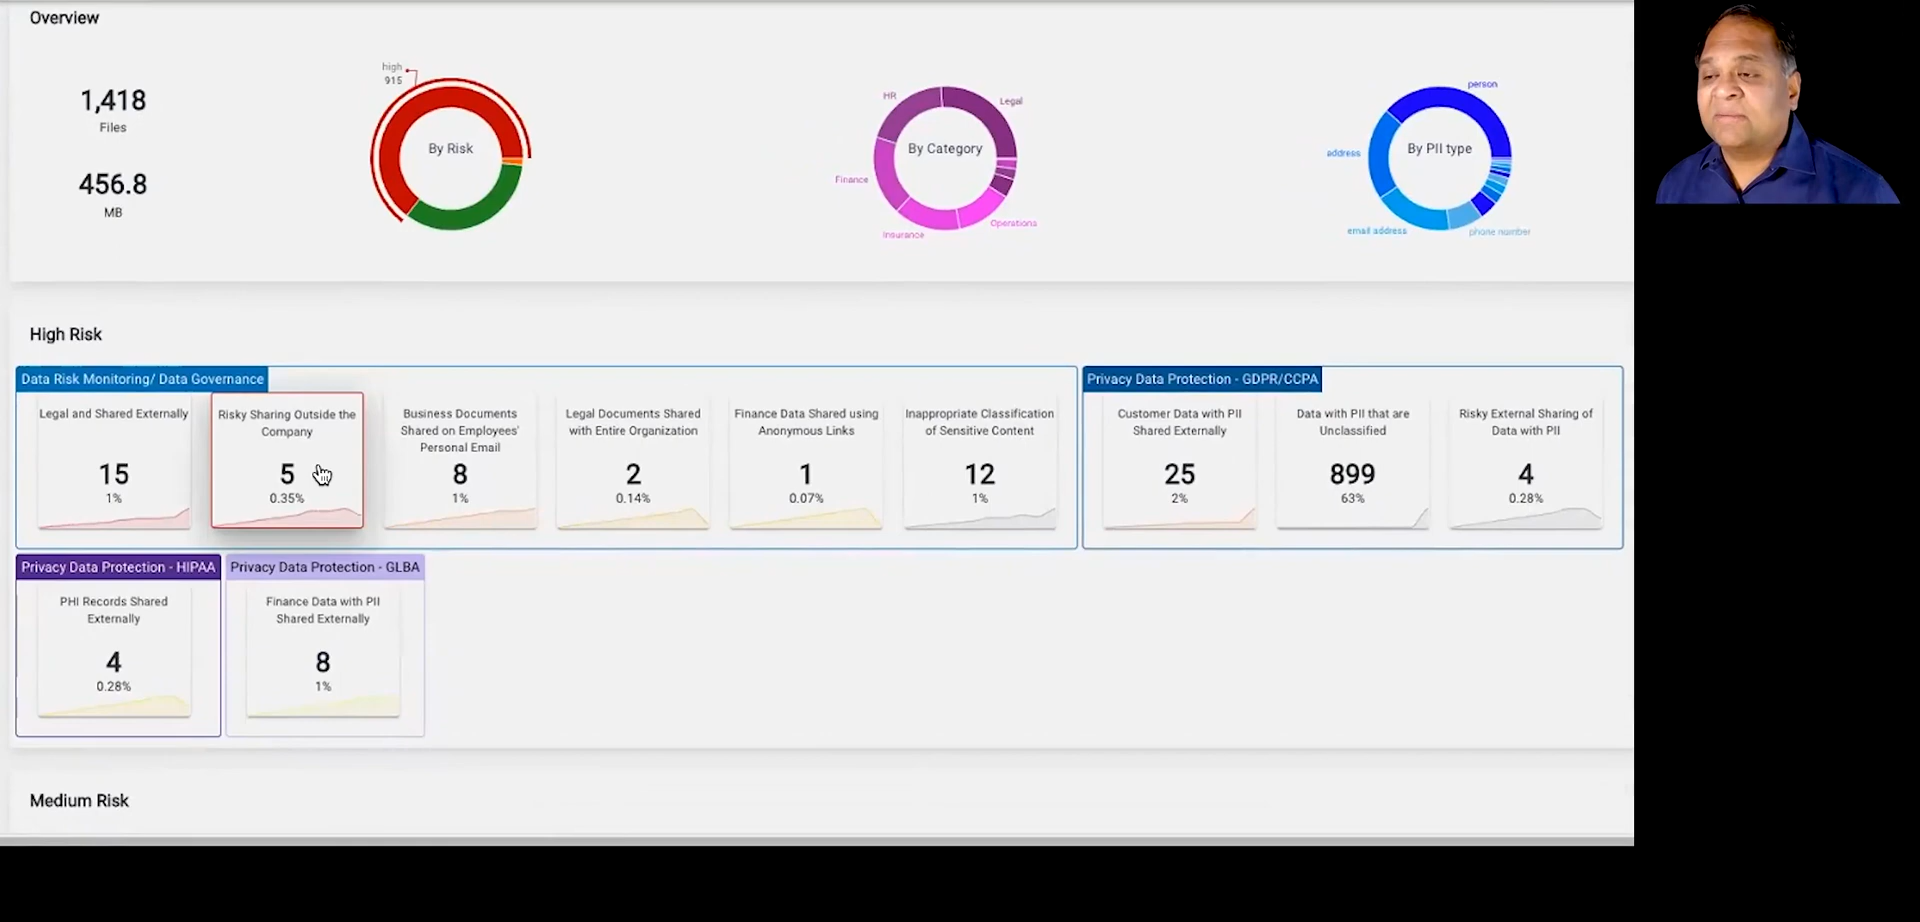 Overview
1,418
Files
456.8
MB
high
915
By Risk
HR
Legal
By Category
Finance
Insurance
Operations
person
address
By PII type
email address
phone number
High Risk
Data Risk Monitoring/ Data Governance
Legal and Shared Externally
15
1%
Risky Sharing Outside the
Company
5
0.35%
Business Documents
Shared on Employees'
Personal Email
8
1%
Legal Documents Shared
with Entire Organization
2
0.14%
Finance Data Shared using
Anonymous Links
1
0.07%
Inappropriate Classification
of Sensitive Content
12
1%
Privacy Data Protection - GDPR/CCPA
Customer Data with PII
Shared Externally
25
2%
Data with PII that are
Unclassified
899
63%
Risky External Sharing of
Data with PII
4
0.28%
Privacy Data Protection - HIPAA
PHI Records Shared
Externally
4
0.28%
Privacy Data Protection - GLBA
Finance Data with PII
Shared Externally
8
1%
Medium Risk